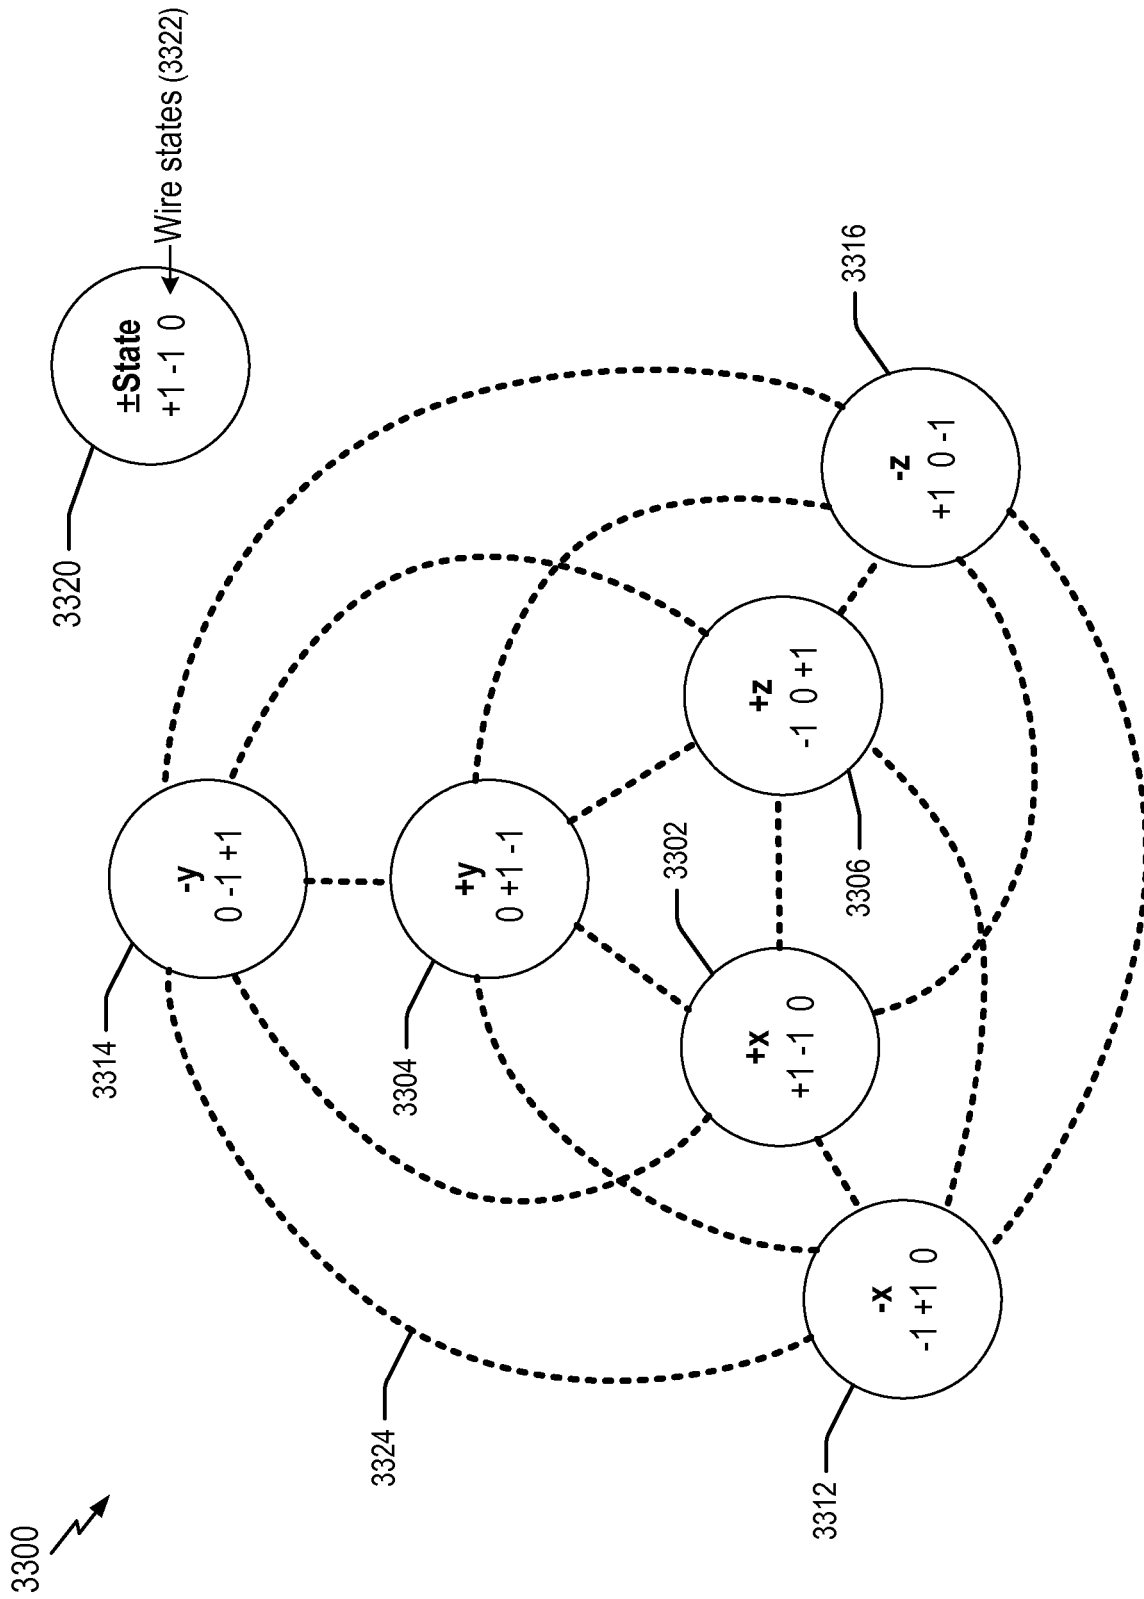 3300
3320
±State
+1 -1 0
Wire states (3322)
3314
-y
0 -1 +1
3304
+y
0 +1 -1
3324
3302
+x
+1 -1 0
+z
-1 0 +1
3306
3312
-x
-1 +1 0
-z
+1 0 -1
3316